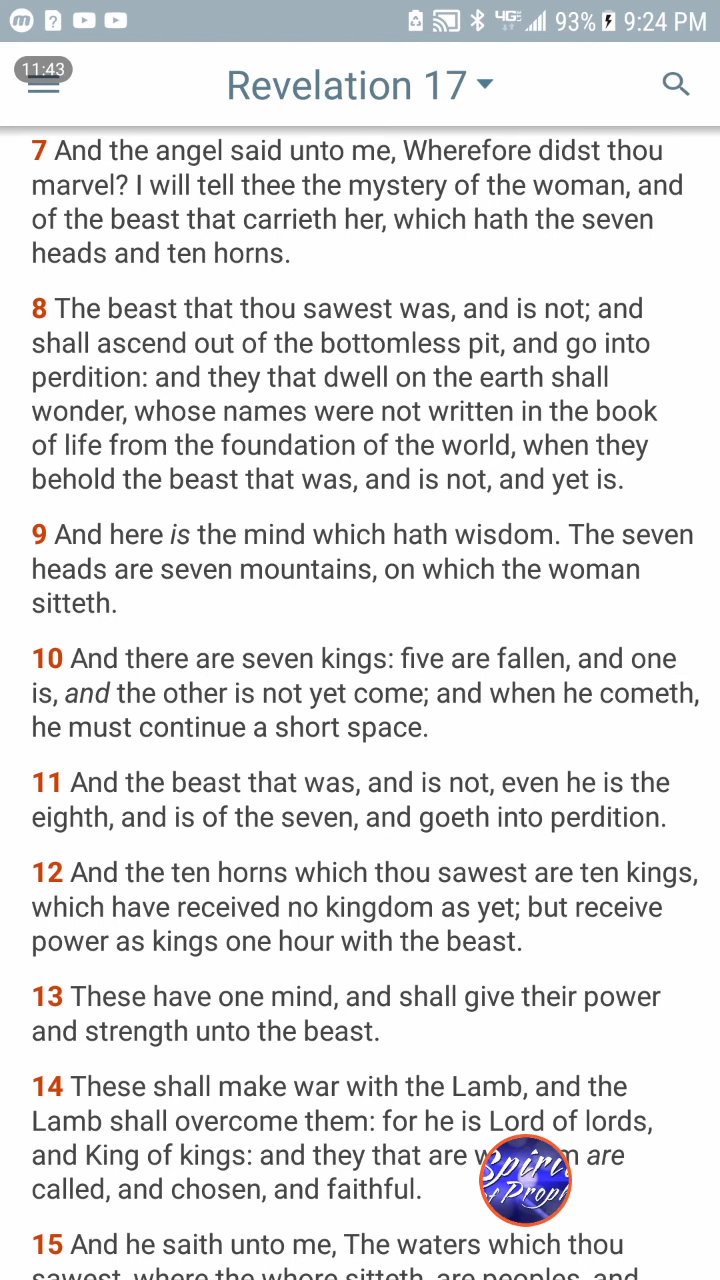 93% 9:24 PM
11:43
Revelation 17
7 And the angel said unto me, Wherefore didst thou
marvel? I will tell thee the mystery of the woman, and
of the beast that carrieth her, which hath the seven
heads and ten horns.
8 The beast that thou sawest was, and is not; and
shall ascend out of the bottomless pit, and go into
perdition: and they that dwell on the earth shall
wonder, whose names were not written in the book
of life from the foundation of the world, when they
behold the beast that was, and is not, and yet is.
9 And here is the mind which hath wisdom. The seven
heads are seven mountains, on which the woman
sitteth.
10 And there are seven kings: five are fallen, and one
is, and the other is not yet come; and when he cometh,
he must continue a short space.
11 And the beast that was, and is not, even he is the
eighth, and is of the seven, and goeth into perdition.
12 And the ten horns which thou sawest are ten kings,
which have received no kingdom as yet; but receive
power as kings one hour with the beast.
13 These have one mind, and shall give their power
and strength unto the beast.
14 These shall make war with the Lamb, and the
Lamb shall overcome them: for he is Lord of lords,
and King of kings: and they that are are
called, and chosen, and faithful.
15 And he saith unto me, The waters which thou
sawest, where the whore sitteth, are peoples, and